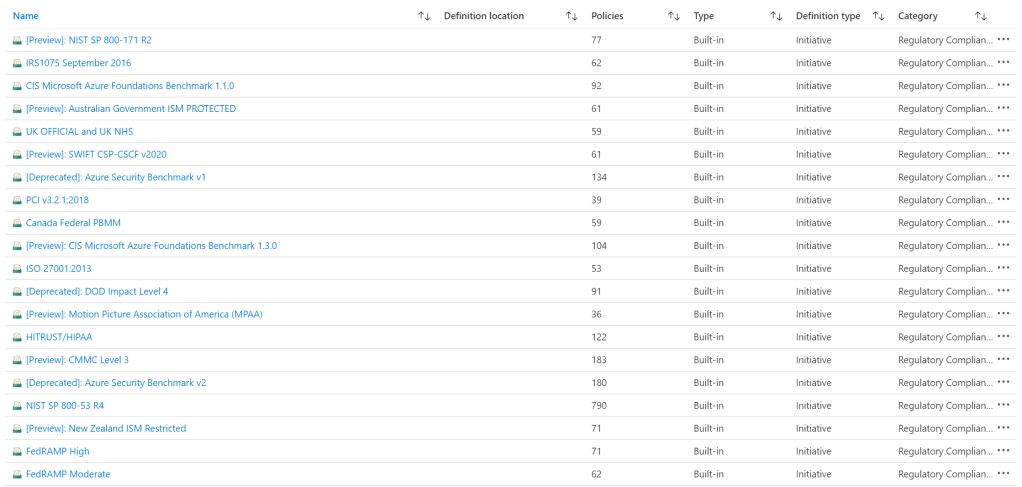 Name Definition location Policies Type Definition type Category
[Preview]: NIST SP 800-171 R2 77 Built-in Initiative Regulatory Complian... ...
IRS1075 September 2016 62 Built-in Initiative Regulatory Complian... ...
CIS Microsoft Azure Foundations Benchmark 1.1.0 92 Built-in Initiative Regulatory Complian... ...
[Preview]: Australian Government ISM PROTECTED 61 Built-in Initiative Regulatory Complian... ...
UK OFFICIAL and UK NHS 59 Built-in Initiative Regulatory Complian... ...
[Preview]: SWIFT CSP-CSCF v2020 61 Built-in Initiative Regulatory Complian... ...
[Deprecated]: Azure Security Benchmark v1 134 Built-in Initiative Regulatory Complian... ...
PCI v3.2.1:2018 39 Built-in Initiative Regulatory Complian... ...
Canada Federal PBMM 59 Built-in Initiative Regulatory Complian... ...
[Preview]: CIS Microsoft Azure Foundations Benchmark 1.3.0 104 Built-in Initiative Regulatory Complian... ...
ISO 27001:2013 53 Built-in Initiative Regulatory Complian... ...
[Deprecated]: DOD Impact Level 4 91 Built-in Initiative Regulatory Complian... ...
[Preview]: Motion Picture Association of America (MPAA) 36 Built-in Initiative Regulatory Complian... ...
HITRUST/HIPAA 122 Built-in Initiative Regulatory Complian... ...
[Preview]: CMMC Level 3 183 Built-in Initiative Regulatory Complian... ...
[Deprecated]: Azure Security Benchmark v2 180 Built-in Initiative Regulatory Complian... ...
NIST SP 800-53 R4 790 Built-in Initiative Regulatory Complian... ...
[Preview]: New Zealand ISM Restricted 71 Built-in Initiative Regulatory Complian... ...
FedRAMP High 71 Built-in Initiative Regulatory Complian... ...
FedRAMP Moderate 62 Built-in Initiative Regulatory Complian... ...